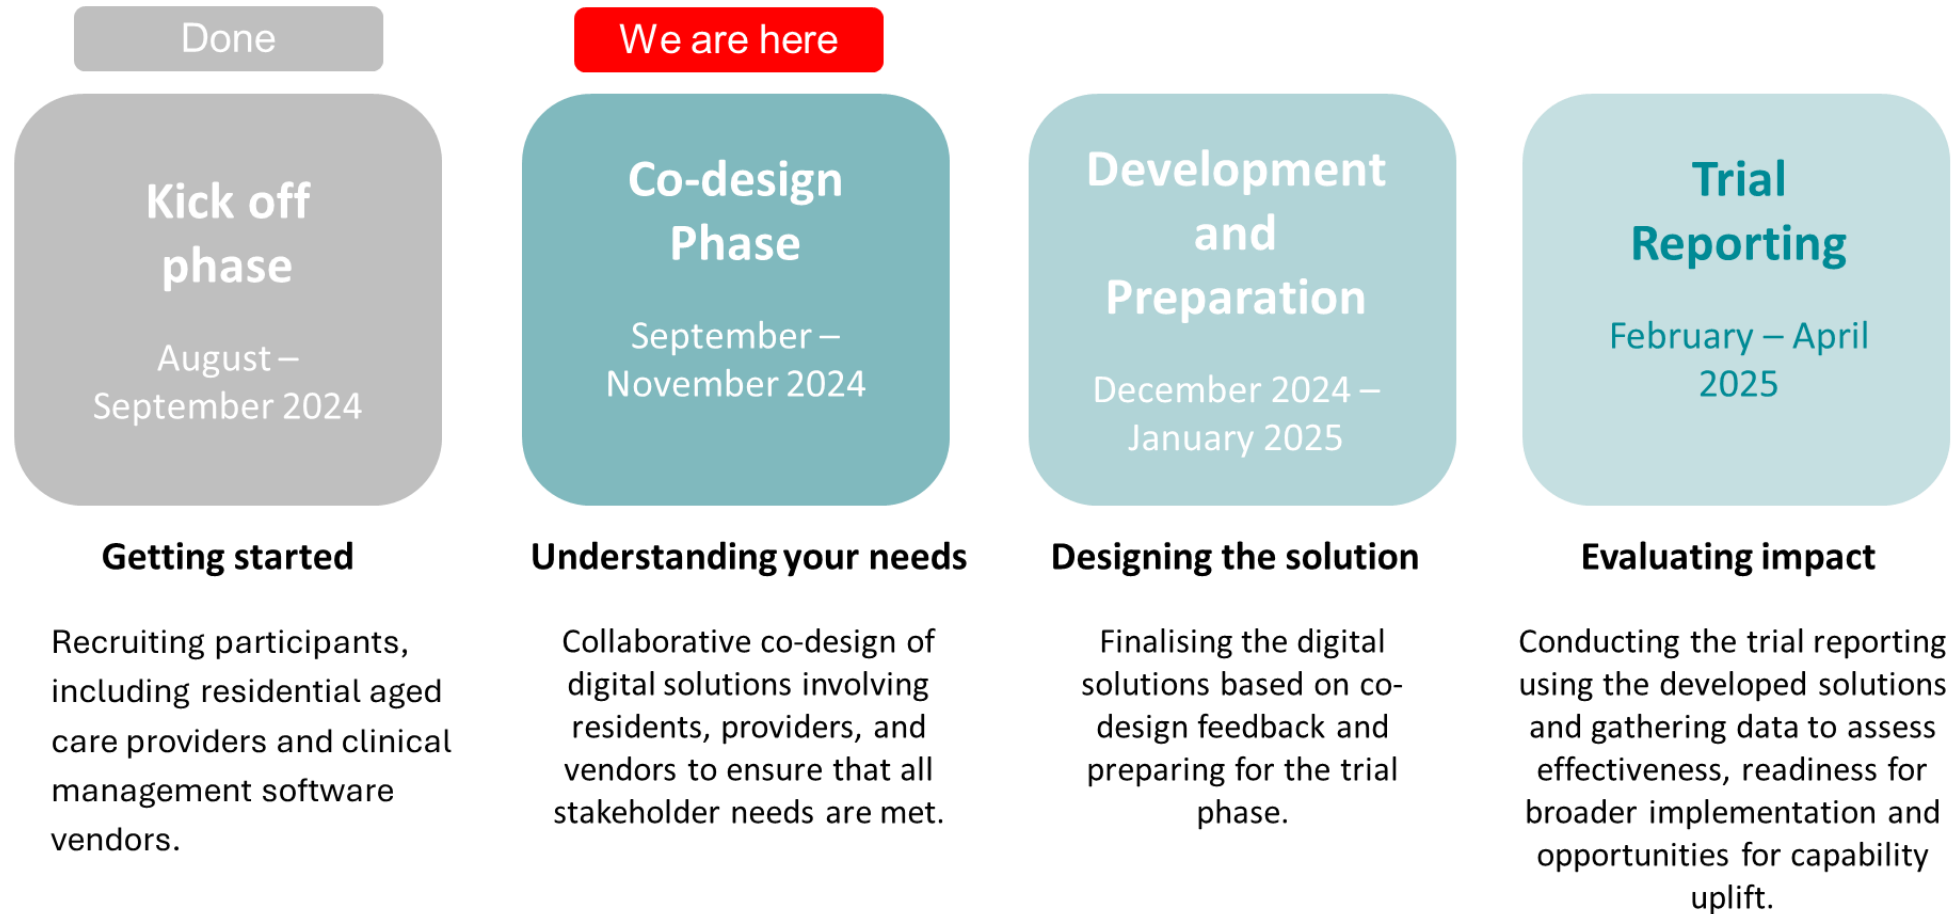 Done
We are here
Kick off
phase
August –
September 2024
Co-design
Phase
September –
November 2024
Development
and
Preparation
December 2024 –
January 2025
Trial
Reporting
February – April
2025
Getting started
Recruiting participants,
including residential aged
care providers and clinical
management software
vendors.
Understanding your needs
Collaborative co-design of
digital solutions involving
residents, providers, and
vendors to ensure that all
stakeholder needs are met.
Designing the solution
Finalising the digital
solutions based on co-
design feedback and
preparing for the trial
phase.
Evaluating impact
Conducting the trial reporting
using the developed solutions
and gathering data to assess
effectiveness, readiness for
broader implementation and
opportunities for capability
uplift.